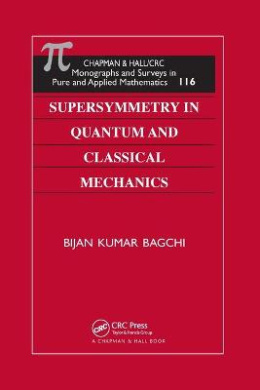 π
CHAPMAN & HALL/CRC
Monographs and Surveys in
Pure and Applied Mathematics 116
SUPERSYMMETRY IN
QUANTUM AND
CLASSICAL
MECHANICS
BIJAN KUMAR BAGCHI
CRC Press
Taylor & Francis Group
A CHAPMAN & HALL BOOK